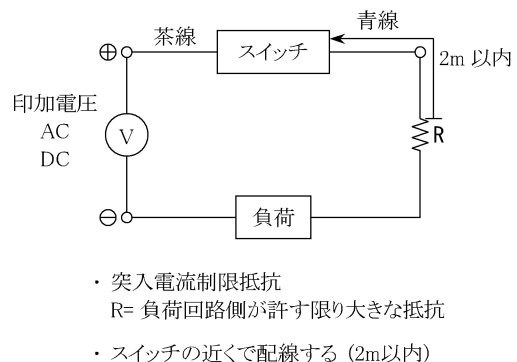 青線
茶線
⊕
スイッチ
2m 以内
印加電圧
AC
DC
V
R
⊖
負荷
・ 突入電流制限抵抗
R= 負荷回路側が許す限り大きな抵抗
・ スイッチの近くで配線する (2m以内)